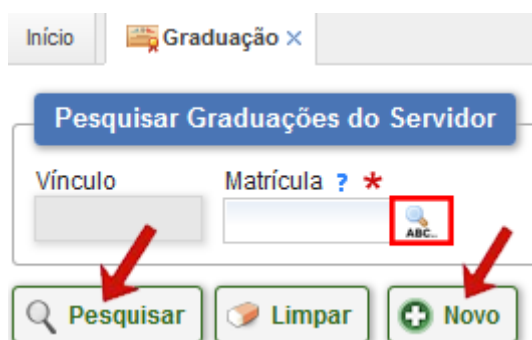 Início Graduação ×
Pesquisar Graduações do Servidor
Vínculo Matrícula ? *
ABC..
Pesquisar Limpar Novo